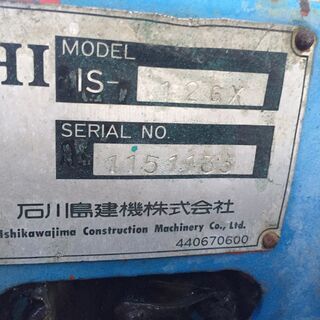 HI
MODEL
IS- 126X
SERIAL NO.
石川島建機株式会社
Ishikawajima Construction Machinery Co., Ltd.
440670600